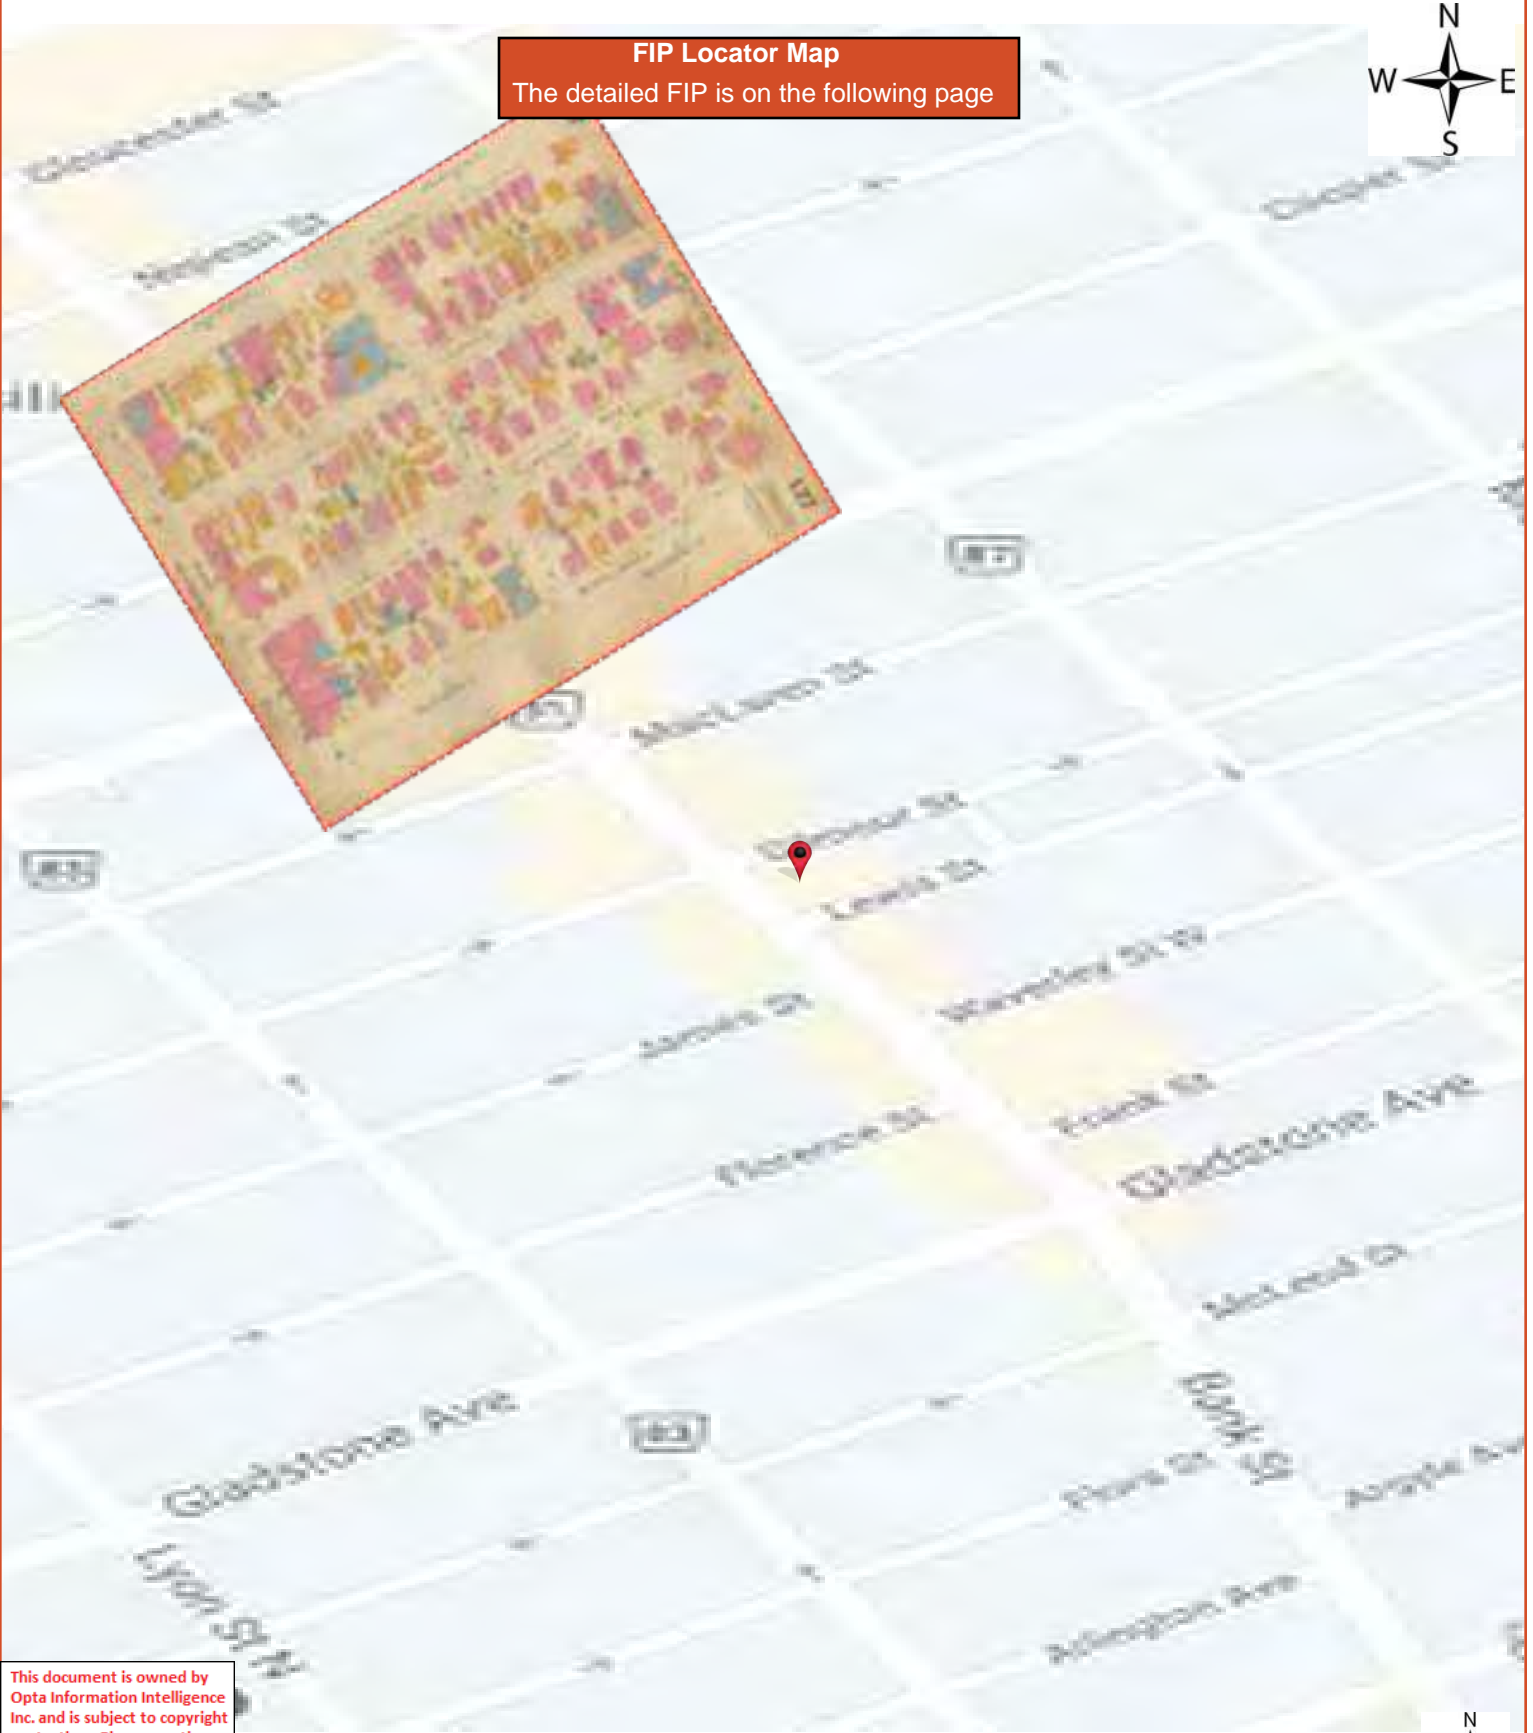 N
FIP Locator Map
The detailed FIP is on the following page
W
E
S
Cooper St
Nepean St
Gloucester St
127
MacLaren St
Gilmour St
Lewis St
Waverley St W
James St
Frank St
Florence St
Gladstone Ave
McLeod St
Bank St
Gladstone Ave
Flora St
Argyle Ave
Lyon St N
Arlington Ave
This document is owned by
Opta Information Intelligence
Inc. and is subject to copyright
N